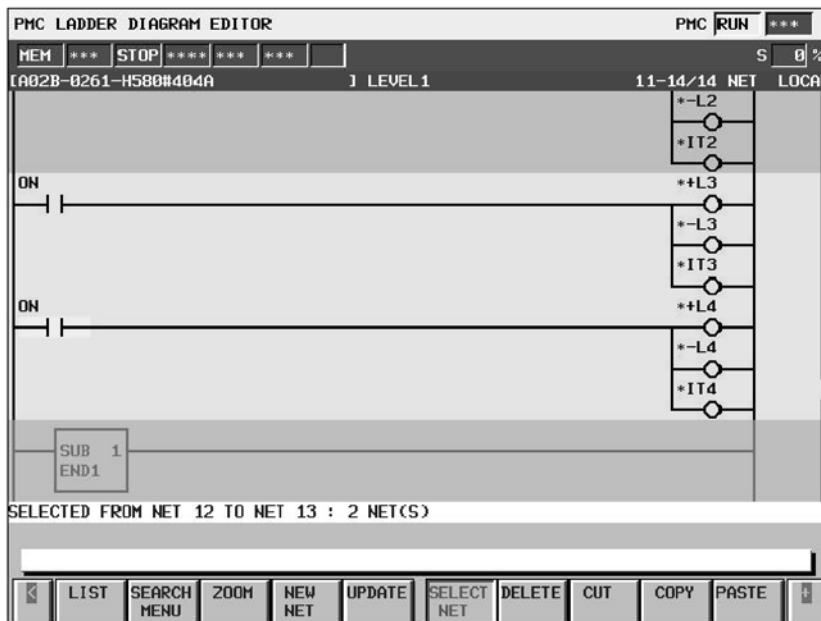 PMC LADDER DIAGRAM EDITOR PMC RUN ***
MEM *** STOP **** *** *** S 0 %
[A02B-0261-H580#404A ] LEVEL1 11-14/14 NET LOCA
*-L2
*IT2
ON *+L3
*-L3
*IT3
ON *+L4
*-L4
*IT4
SUB 1
END1
SELECTED FROM NET 12 TO NET 13 : 2 NET(S)
< LIST SEARCH MENU ZOOM NEW NET UPDATE SELECT NET DELETE CUT COPY PASTE +